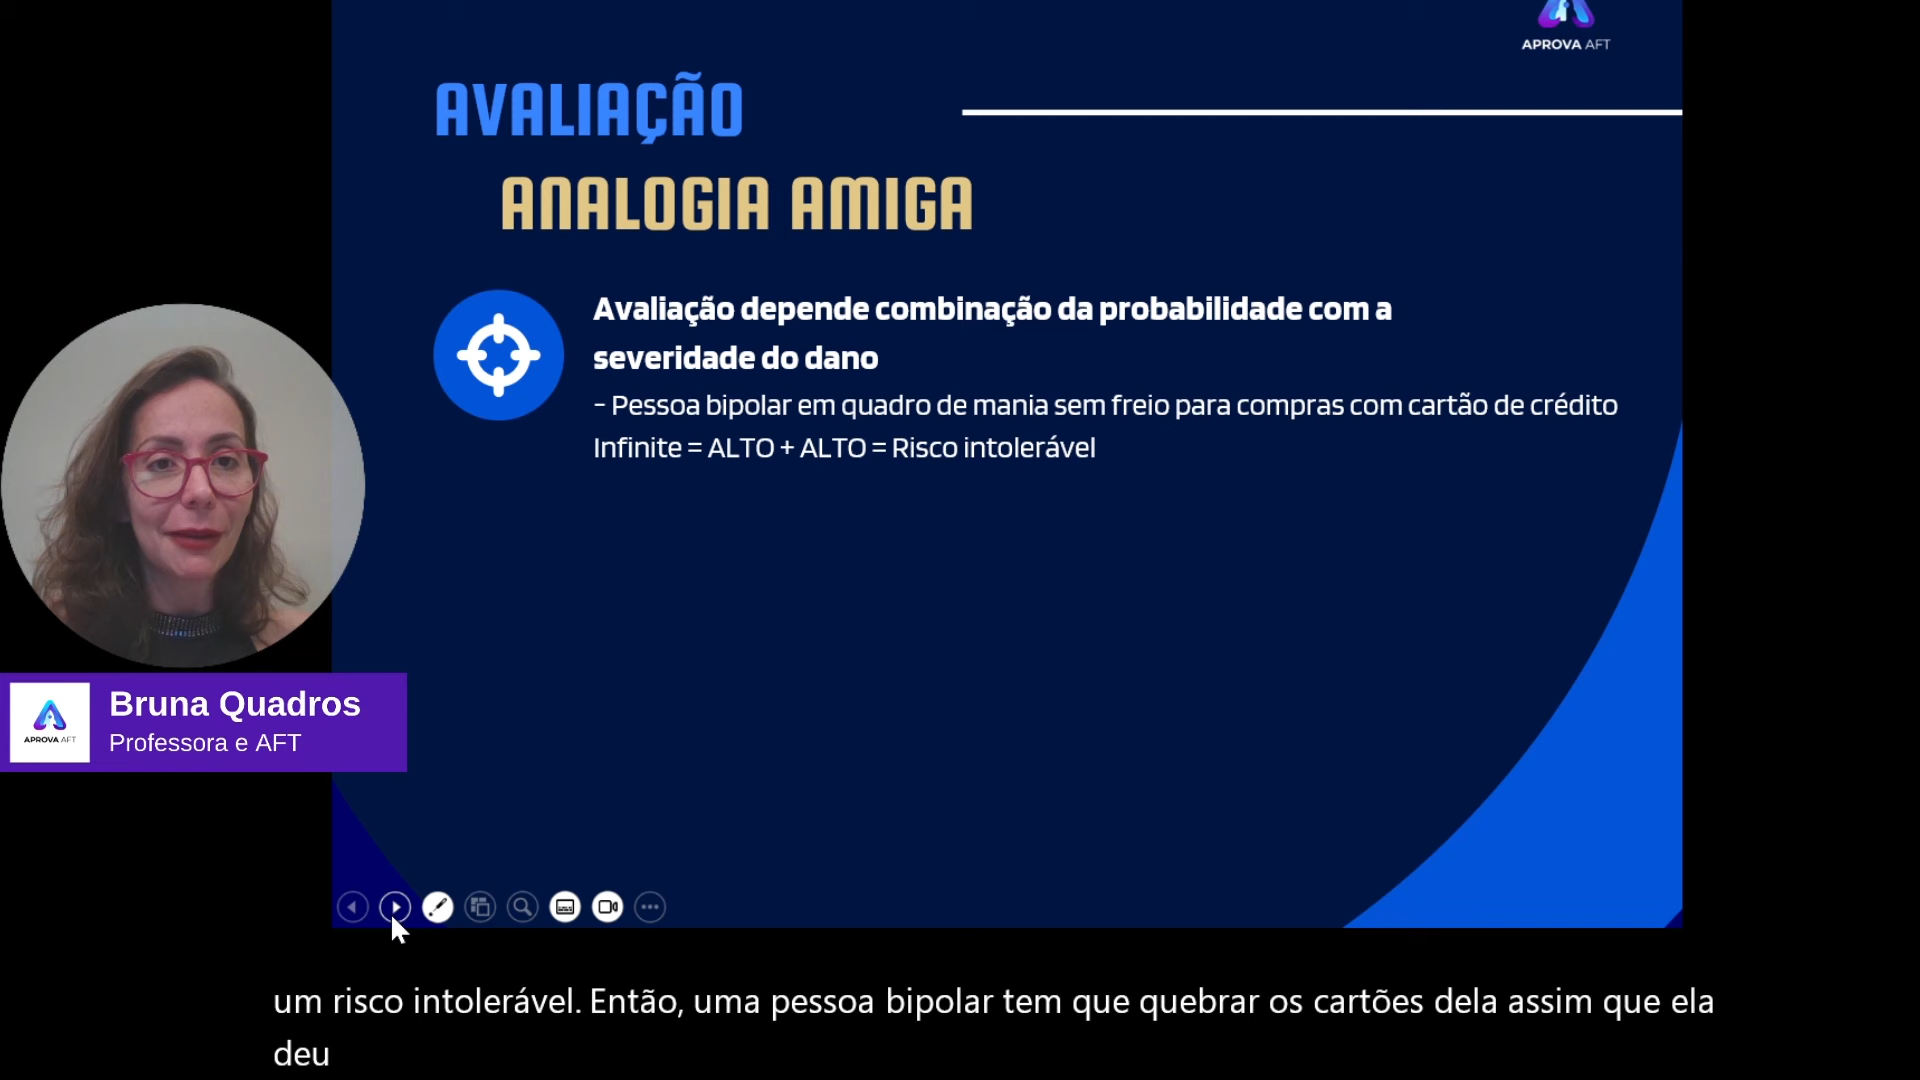 APROVA AFT
AVALIAÇÃO
ANALOGIA AMIGA
Avaliação depende combinação da probabilidade com a
severidade do dano
- Pessoa bipolar em quadro de mania sem freio para compras com cartão de crédito
Infinite = ALTO + ALTO = Risco intolerável
Bruna Quadros
Professora e AFT
APROVA AFT
um risco intolerável. Então, uma pessoa bipolar tem que quebrar os cartões dela assim que ela
deu